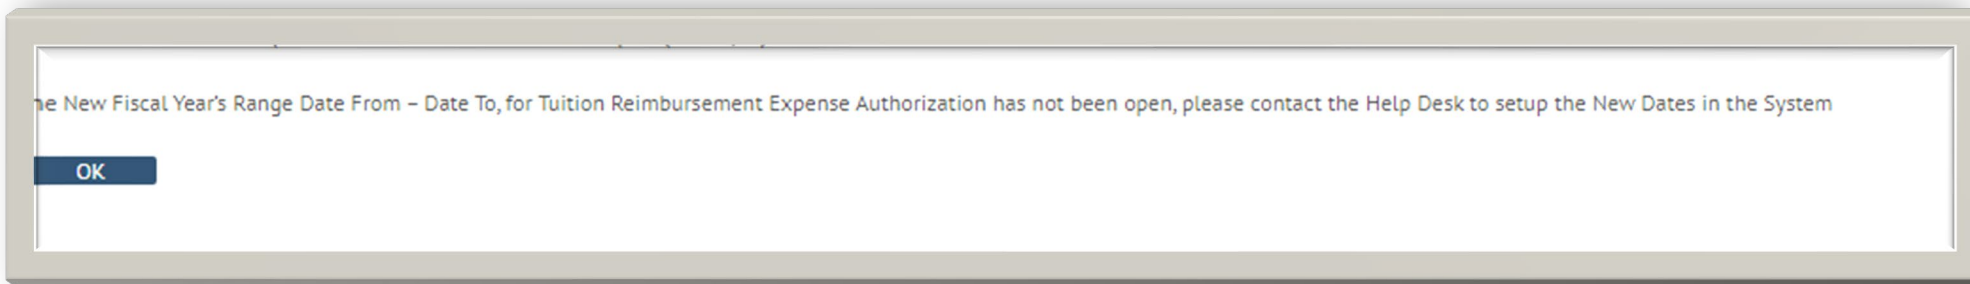 New Fiscal Year's Range Date From – Date To, for Tuition Reimbursement Expense Authorization has not been open, please contact the Help Desk to setup the New Dates in the System
OK